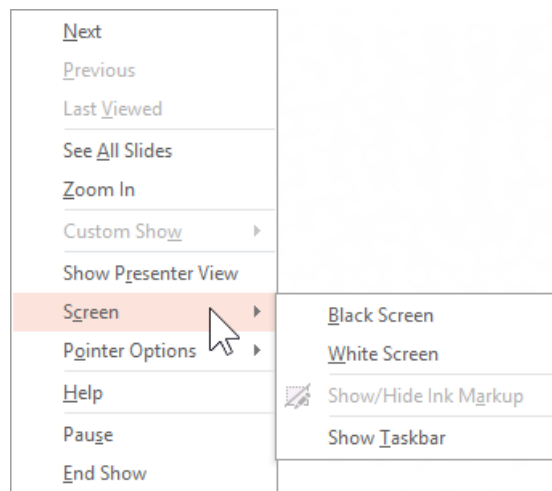 Next
Previous
Last Viewed
See All Slides
Zoom In
Custom Show
Show Presenter View
Screen
Pointer Options
Help
Pause
End Show
Black Screen
White Screen
Show/Hide Ink Markup
Show Taskbar